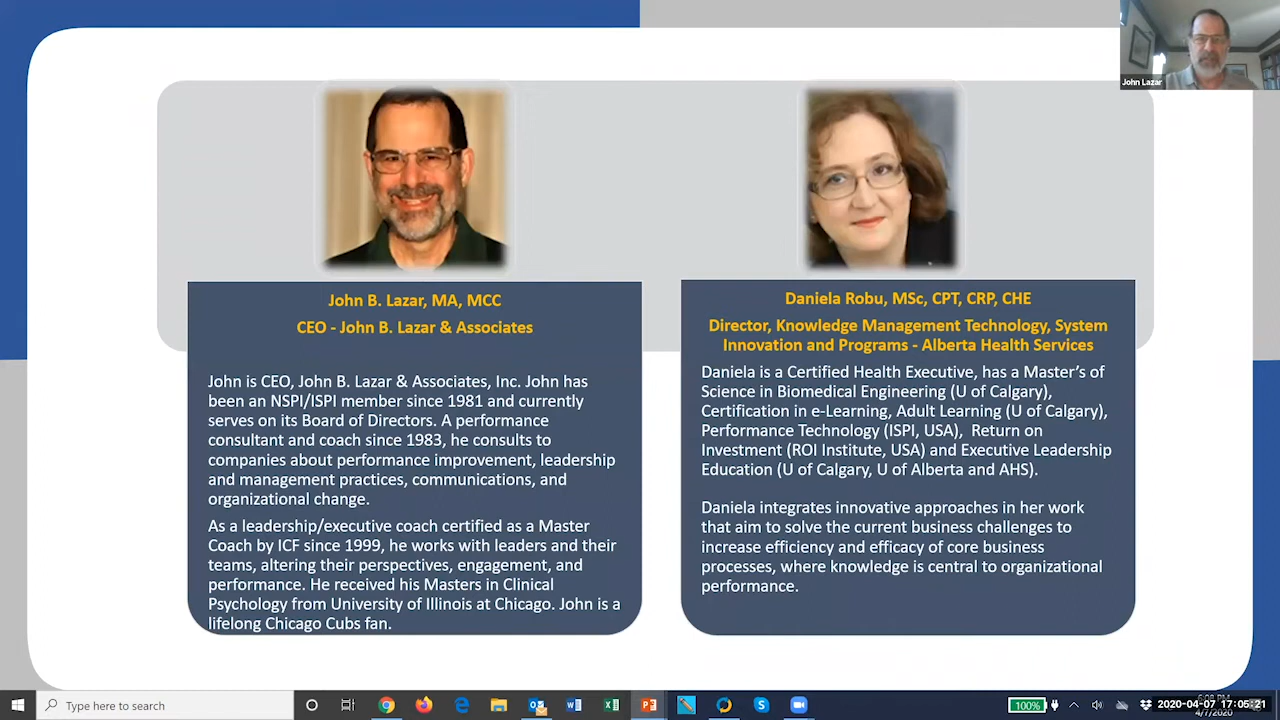 John Lazar
John B. Lazar, MA, MCC
CEO - John B. Lazar & Associates
John is CEO, John B. Lazar & Associates, Inc. John has
been an NSPI/ISPI member since 1981 and currently
serves on its Board of Directors. A performance
consultant and coach since 1983, he consults to
companies about performance improvement, leadership
and management practices, communications, and
organizational change.
As a leadership/executive coach certified as a Master
Coach by ICF since 1999, he works with leaders and their
teams, altering their perspectives, engagement, and
performance. He received his Masters in Clinical
Psychology from University of Illinois at Chicago. John is a
lifelong Chicago Cubs fan.
Daniela Robu, MSc, CPT, CRP, CHE
Director, Knowledge Management Technology, System
Innovation and Programs - Alberta Health Services
Daniela is a Certified Health Executive, has a Master's of
Science in Biomedical Engineering (U of Calgary),
Certification in e-Learning, Adult Learning (U of Calgary),
Performance Technology (ISPI, USA), Return on
Investment (ROI Institute, USA) and Executive Leadership
Education (U of Calgary, U of Alberta and AHS).
Daniela integrates innovative approaches in her work
that aim to solve the current business challenges to
increase efficiency and efficacy of core business
processes, where knowledge is central to organizational
performance.
Type here to search
100%
2020-04-07 17:05:21
4/7/2020